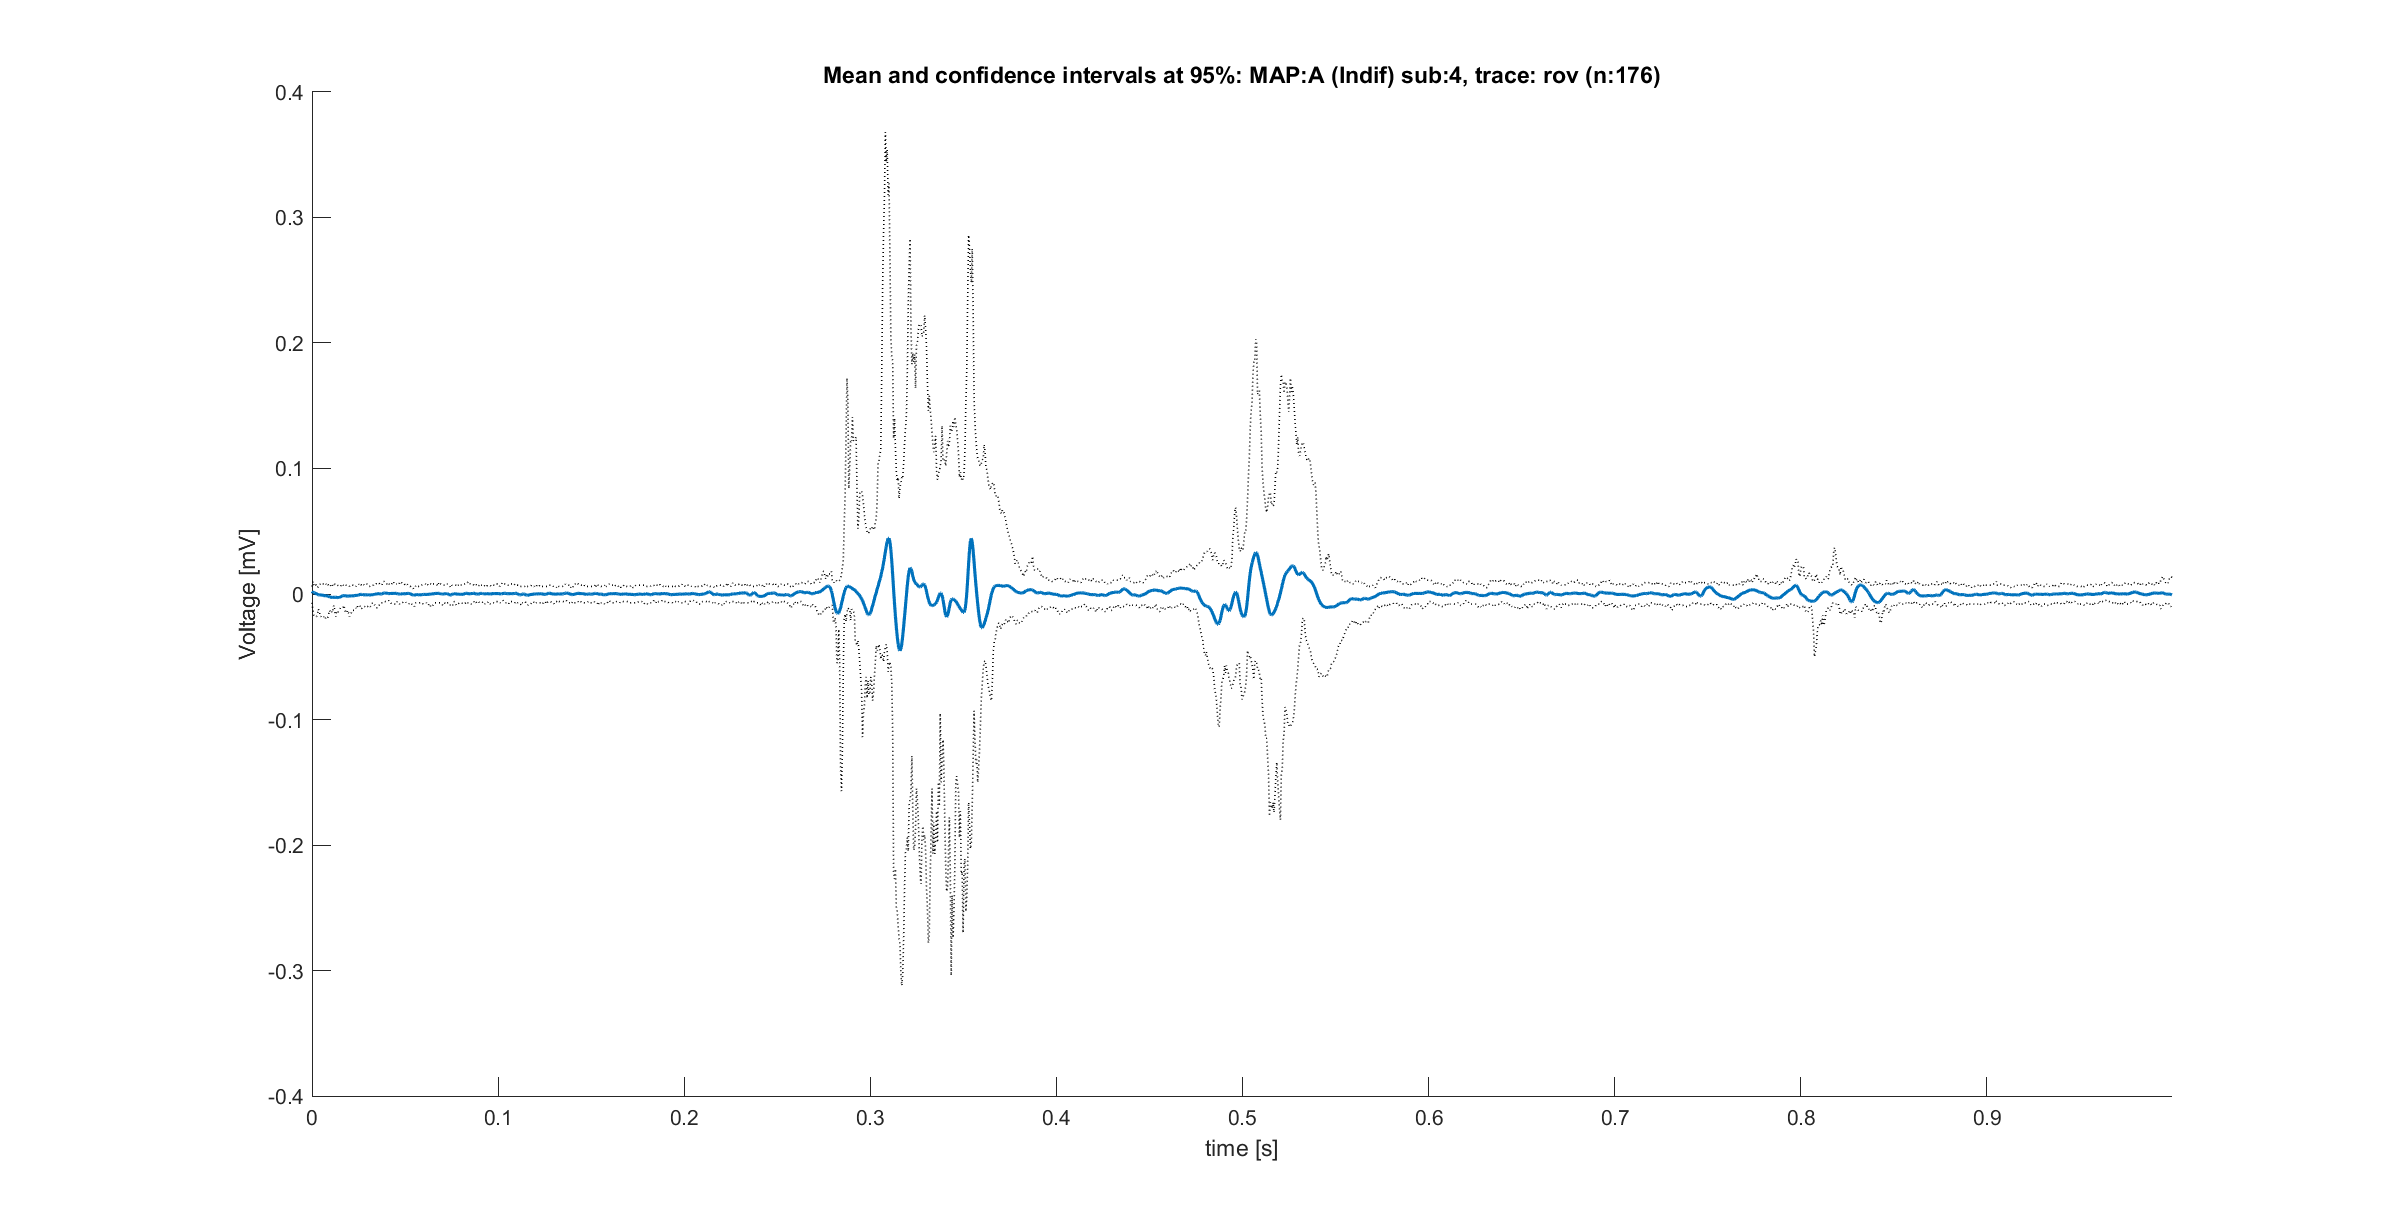 Mean and confidence intervals at 95%: MAP:A (Indif) sub:4, trace: rov (n:176)
0.4
0.3
0.2
0.1
0
-0.1
-0.2
-0.3
-0.4
Voltage [mV]
0 0.1 0.2 0.3 0.4 0.5 0.6 0.7 0.8 0.9
time [s]